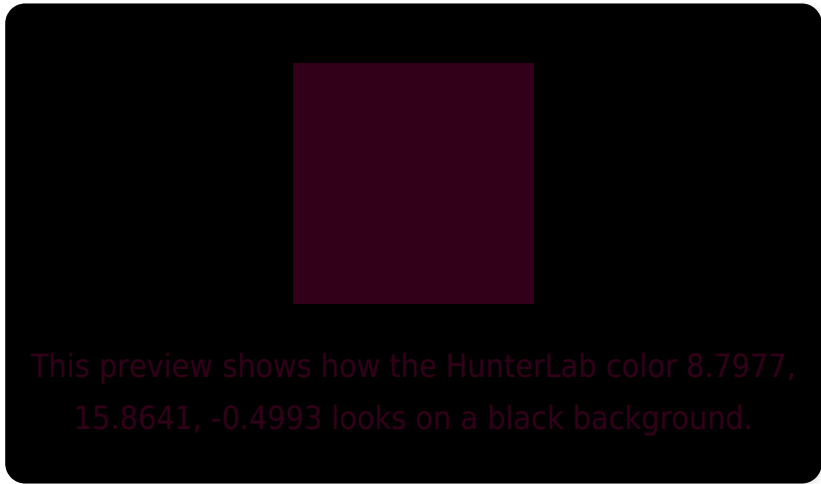 This preview shows how the HunterLab color 8.7977,
15.8641, -0.4993 looks on a black background.